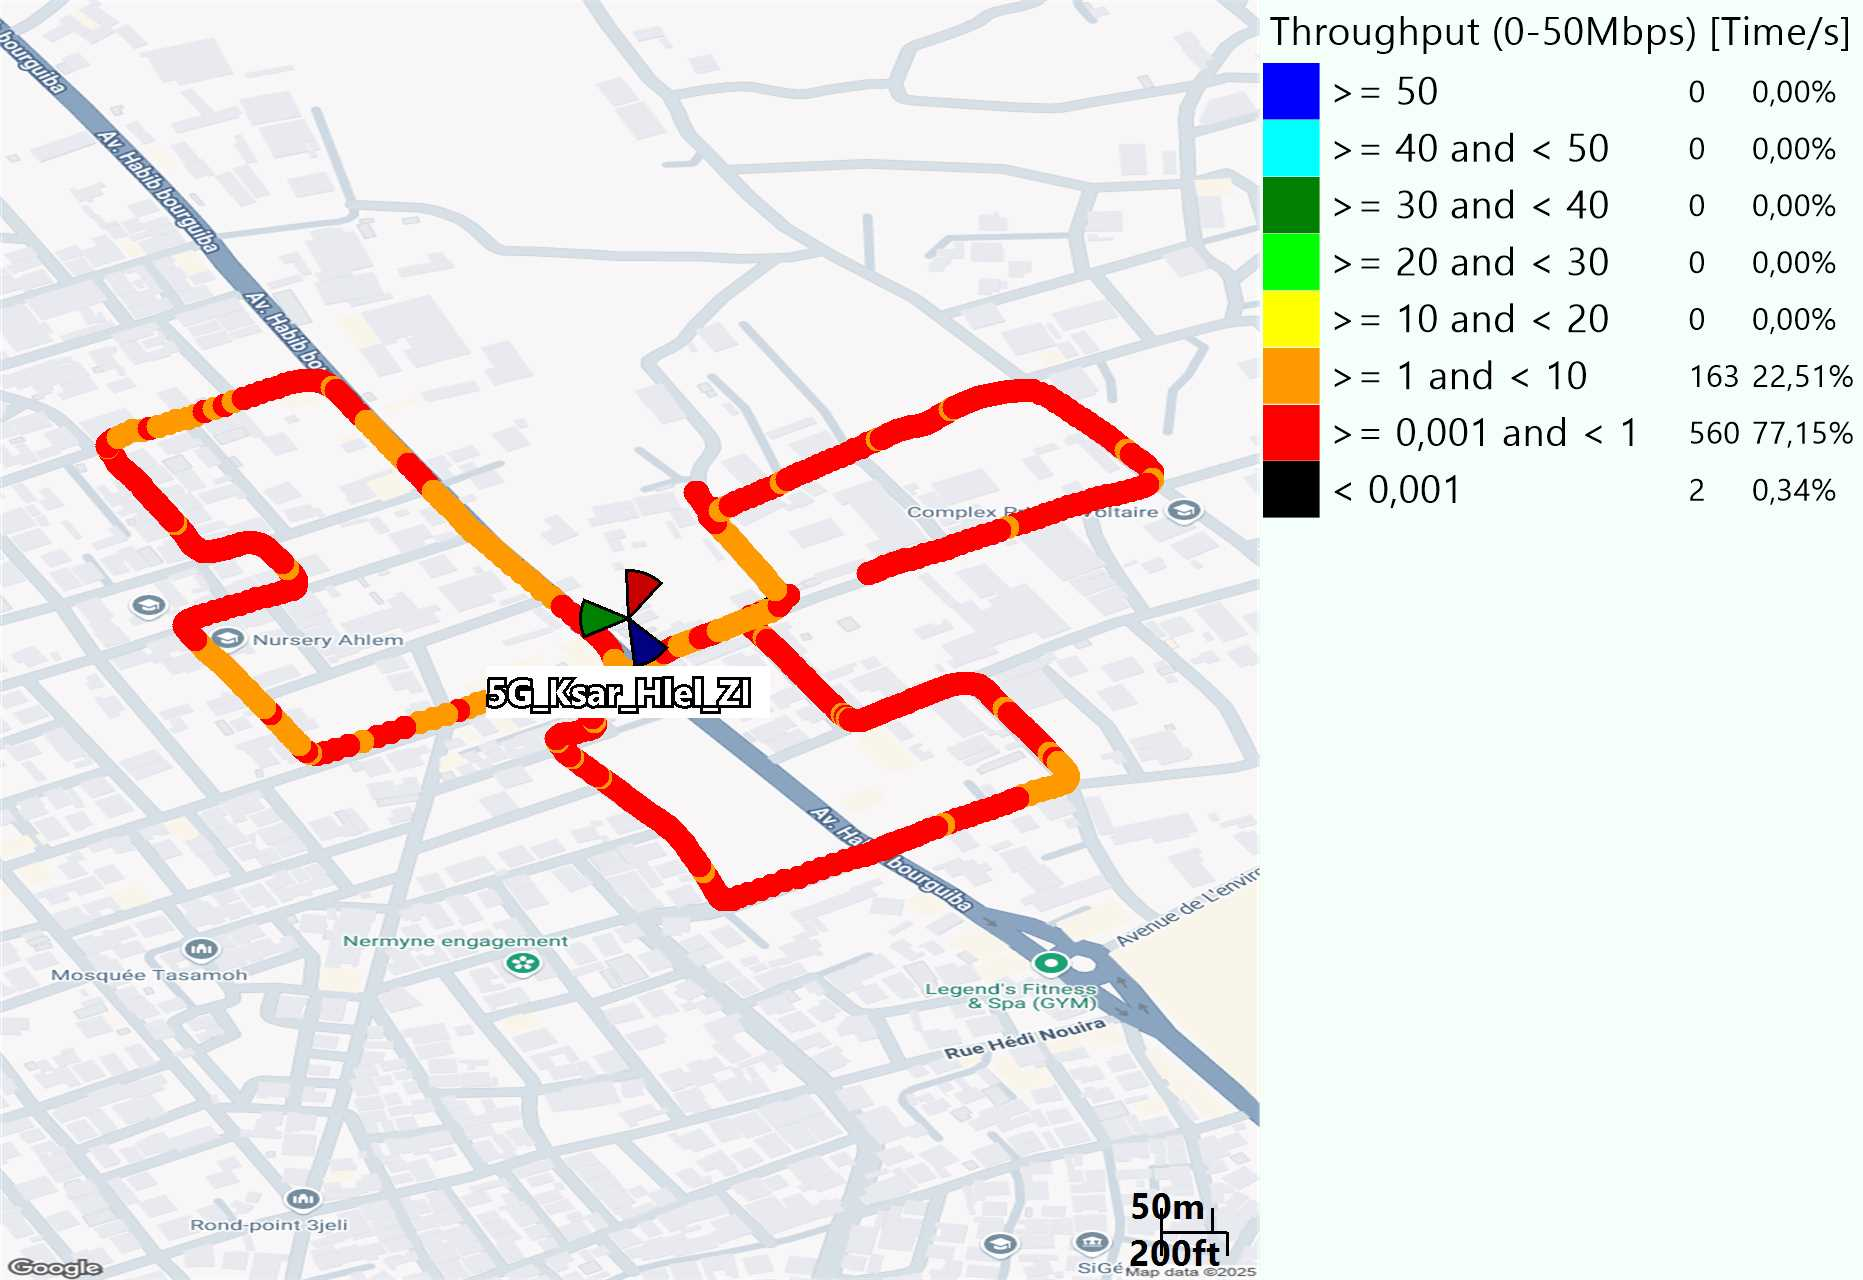 Throughput (0-50Mbps) [Time/s]
>= 50 0 0,00%
>= 40 and < 50 0 0,00%
>= 30 and < 40 0 0,00%
>= 20 and < 30 0 0,00%
>= 10 and < 20 0 0,00%
>= 1 and < 10 163 22,51%
>= 0,001 and < 1 560 77,15%
< 0,001 2 0,34%
bourguiba
Av. Habib bourguiba
Av. Habib
Complex
Voltaire
Nursery Ahlem
5G_Ksar_Hlel_ZI
Av.
bourguiba
Avenue de L'enviro
Nermyne engagement
Mosquée Tasamoh
Legend's Fitness
& Spa (GYM)
Rue Hédi Nouira
Rond-point 3jeli
50m
200ft
SiGé
Google
Map data ©2025